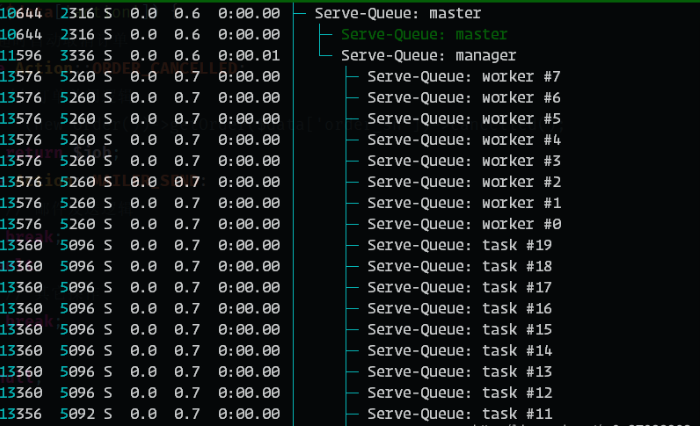 10644 2316 S 0.0 0.6 0:00.00 Serve-Queue: master
10644 2316 S 0.0 0.6 0:00.00 Serve-Queue: master
11596 3336 S 0.0 0.6 0:00.01 Serve-Queue: manager
13576 5260 S 0.0 0.7 0:00.00 Serve-Queue: worker #7
13576 5260 S 0.0 0.7 0:00.00 Serve-Queue: worker #6
13576 5260 S 0.0 0.7 0:00.00 Serve-Queue: worker #5
13576 5260 S 0.0 0.7 0:00.00 Serve-Queue: worker #4
13576 5260 S 0.0 0.7 0:00.00 Serve-Queue: worker #3
13576 5260 S 0.0 0.7 0:00.00 Serve-Queue: worker #2
13576 5260 S 0.0 0.7 0:00.00 Serve-Queue: worker #1
13576 5260 S 0.0 0.7 0:00.00 Serve-Queue: worker #0
13360 5096 S 0.0 0.7 0:00.00 Serve-Queue: task #19
13360 5096 S 0.0 0.7 0:00.00 Serve-Queue: task #18
13360 5096 S 0.0 0.7 0:00.00 Serve-Queue: task #17
13360 5096 S 0.0 0.7 0:00.00 Serve-Queue: task #16
13360 5096 S 0.0 0.7 0:00.00 Serve-Queue: task #15
13360 5096 S 0.0 0.7 0:00.00 Serve-Queue: task #14
13360 5096 S 0.0 0.7 0:00.00 Serve-Queue: task #13
13360 5096 S 0.0 0.7 0:00.00 Serve-Queue: task #12
13356 5092 S 0.0 0.7 0:00.00 Serve-Queue: task #11